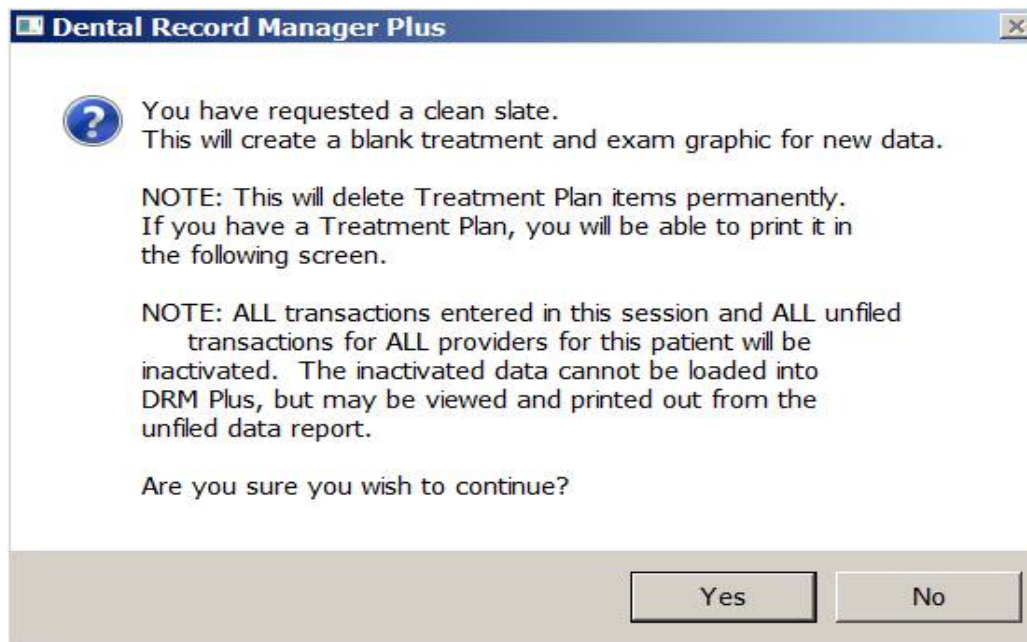 Dental Record Manager Plus
You have requested a clean slate.
This will create a blank treatment and exam graphic for new data.
NOTE: This will delete Treatment Plan items permanently.
If you have a Treatment Plan, you will be able to print it in
the following screen.
NOTE: ALL transactions entered in this session and ALL unfiled
transactions for ALL providers for this patient will be
inactivated.  The inactivated data cannot be loaded into
DRM Plus, but may be viewed and printed out from the
unfiled data report.
Are you sure you wish to continue?
Yes No